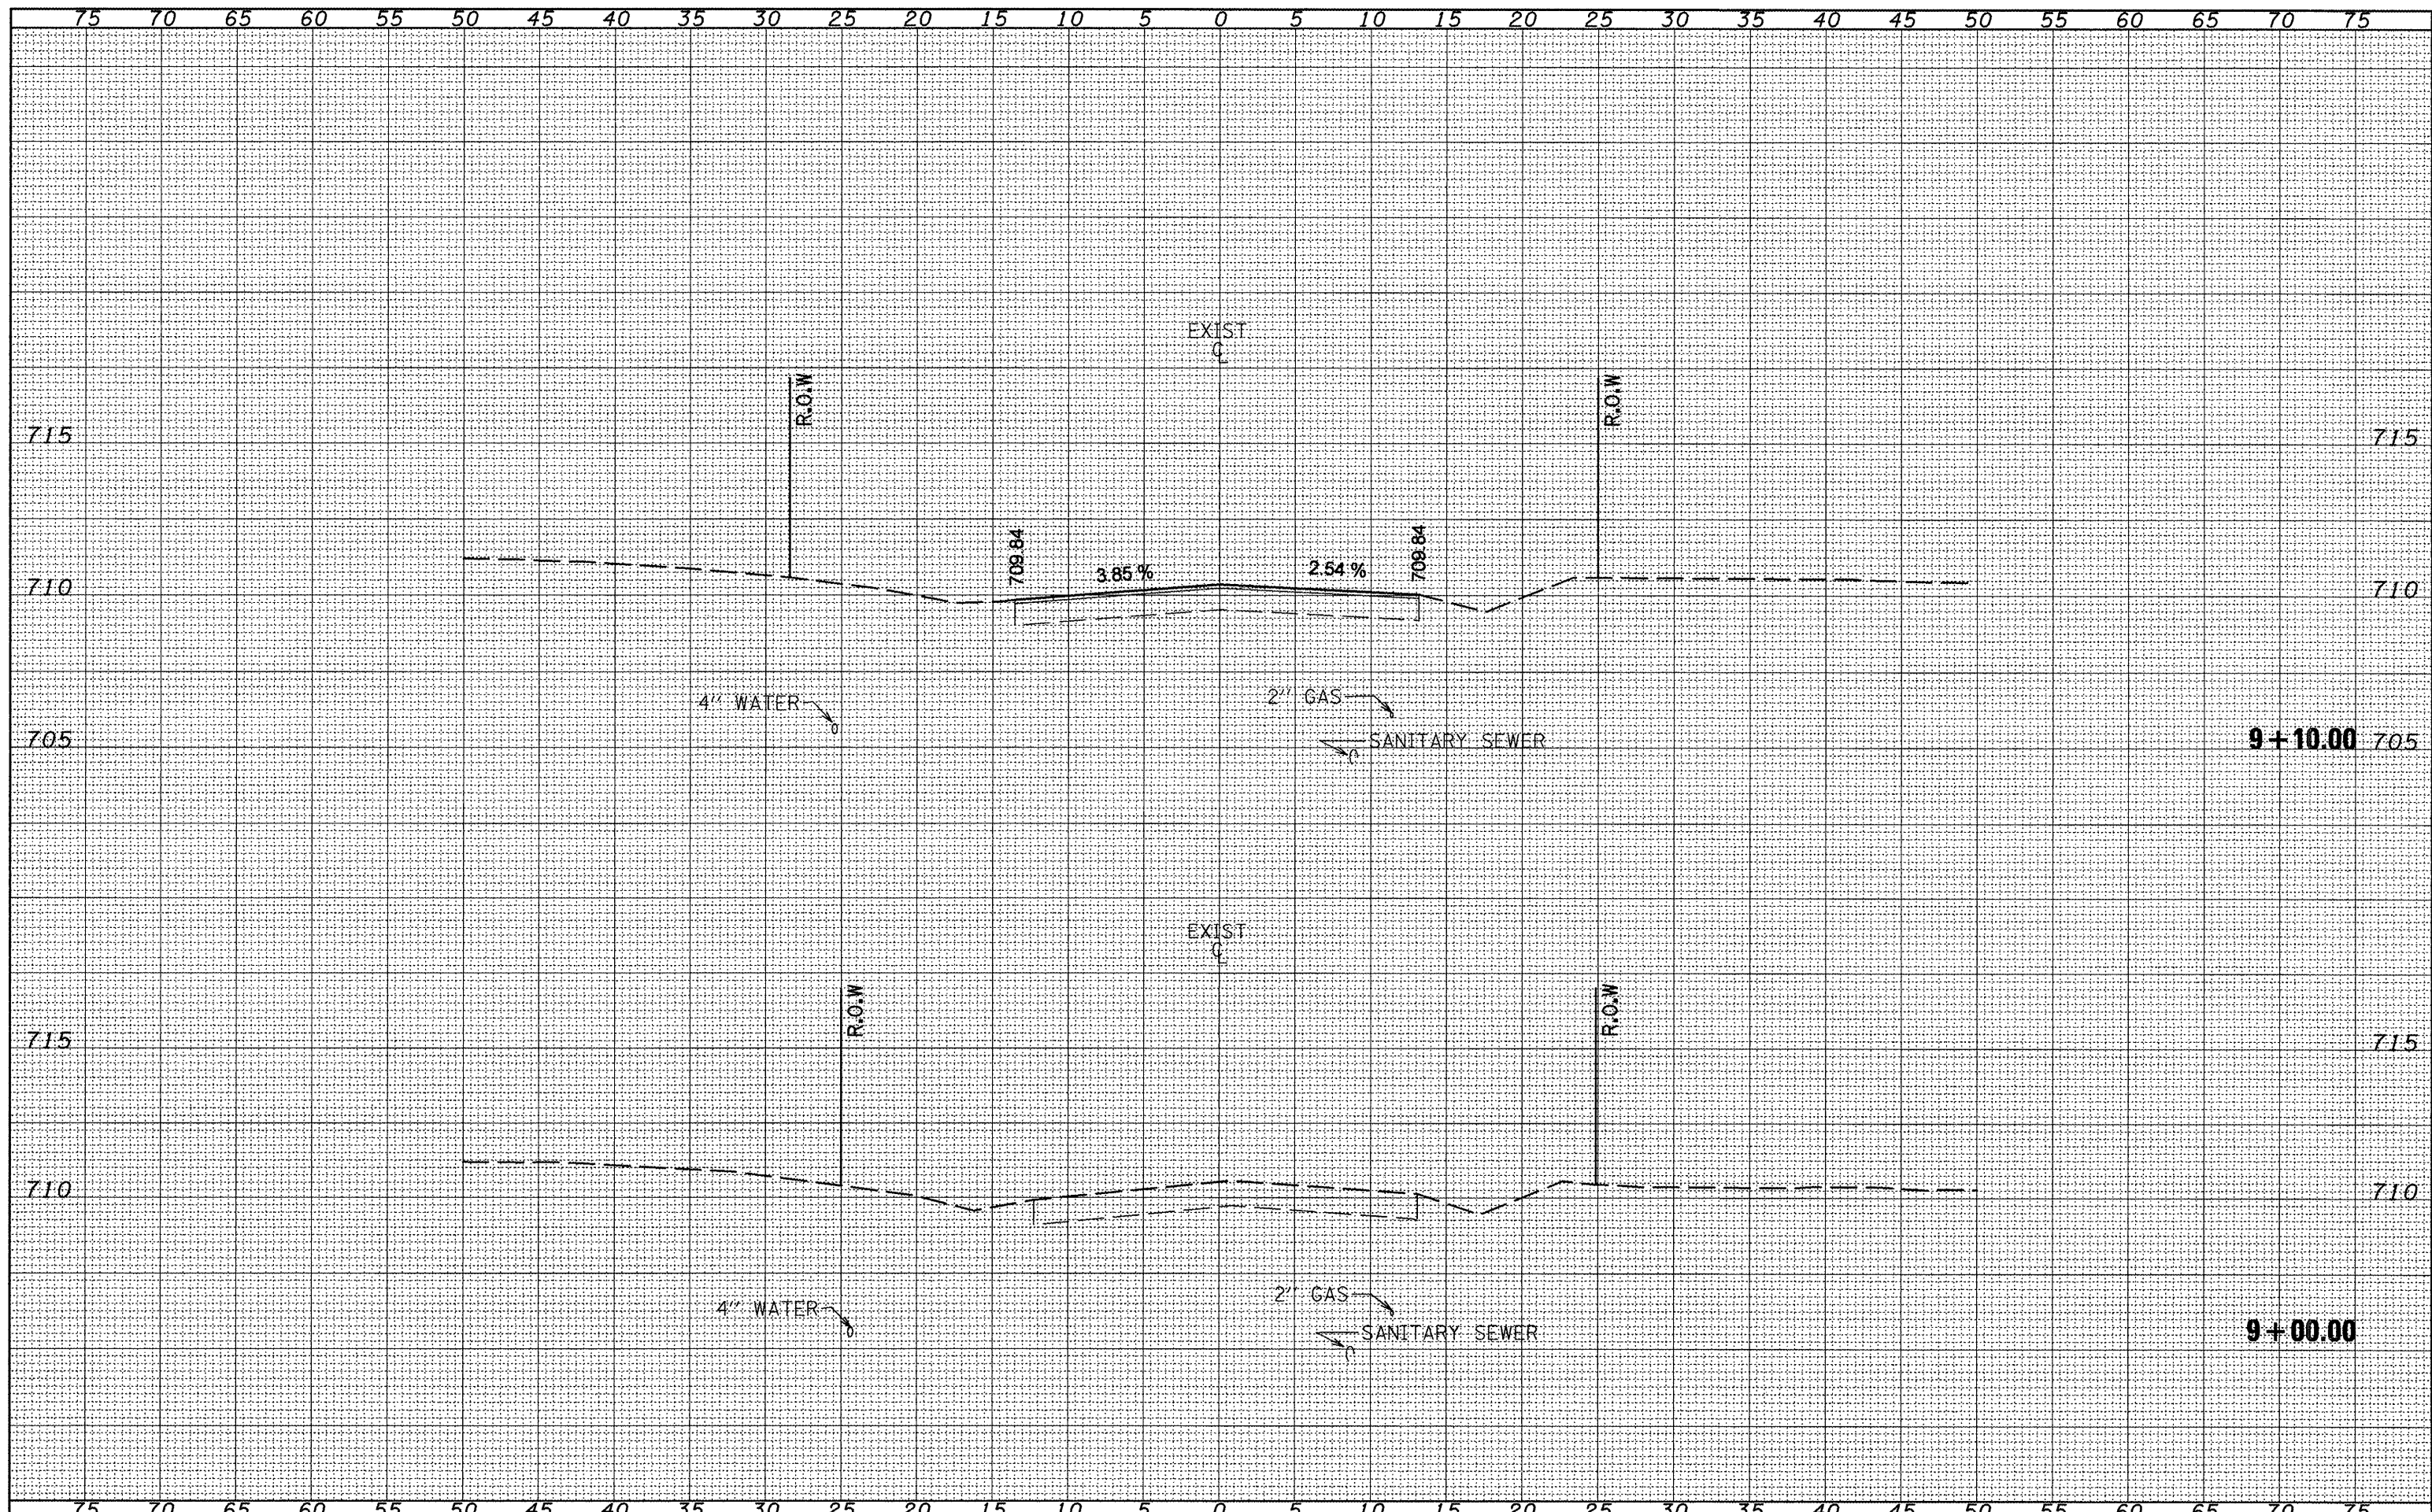 75 70 65 60 55 50 45 40 35 30 25 20 15 10 5 0 5 10 15 20 25 30 35 40 45 50 55 60 65 70 75
EXIST
℄
R.O.W
R.O.W
715
715
709.84
3.85 %
2.54 %
709.84
710
710
4'' WATER
2'' GAS
SANITARY SEWER
705
9+10.00
705
EXIST
℄
R.O.W
R.O.W
715
715
710
710
4'' WATER
2'' GAS
SANITARY SEWER
9+00.00
75 70 65 60 55 50 45 40 35 30 25 20 15 10 5 0 5 10 15 20 25 30 35 40 45 50 55 60 65 70 75